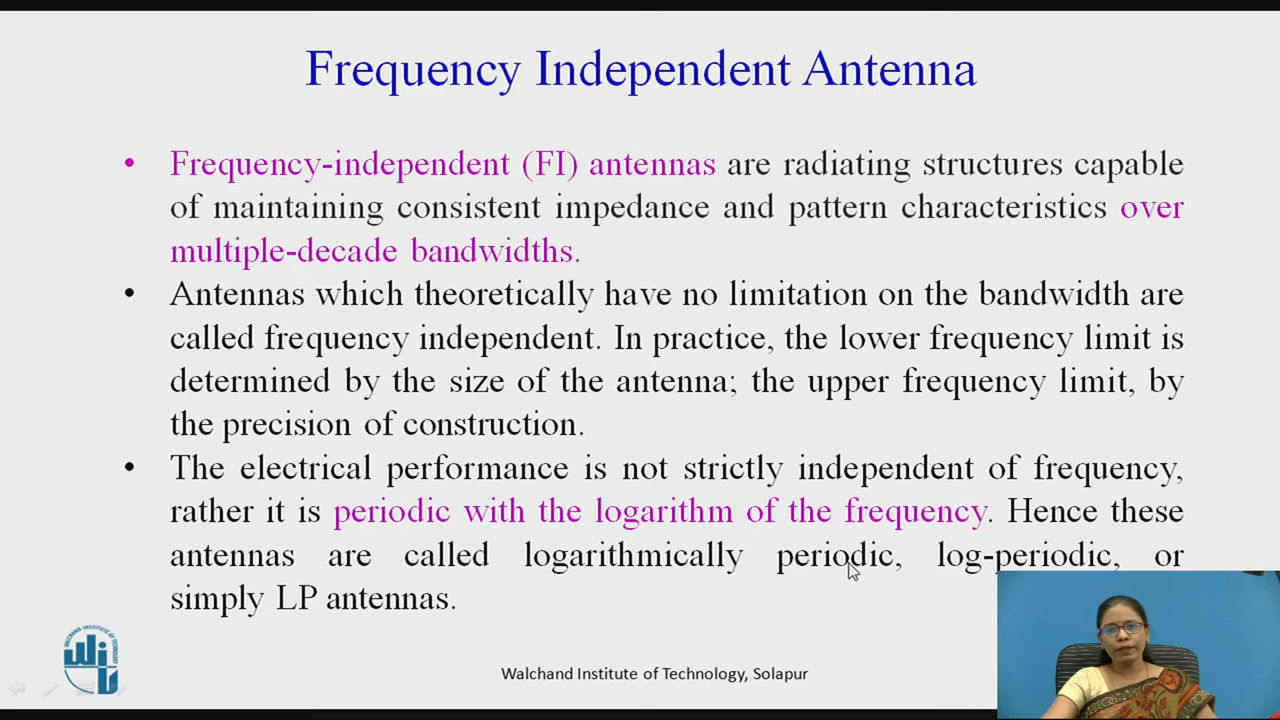 Frequency Independent Antenna
• Frequency-independent (FI) antennas are radiating structures capable
of maintaining consistent impedance and pattern characteristics over
multiple-decade bandwidths.
• Antennas which theoretically have no limitation on the bandwidth are
called frequency independent. In practice, the lower frequency limit is
determined by the size of the antenna; the upper frequency limit, by
the precision of construction.
• The electrical performance is not strictly independent of frequency,
rather it is periodic with the logarithm of the frequency. Hence these
antennas are called logarithmically periodic, log-periodic, or
simply LP antennas.
WALCHAND INSTITUTE OF TECHNOLOGY
WIT
Walchand Institute of Technology, Solapur